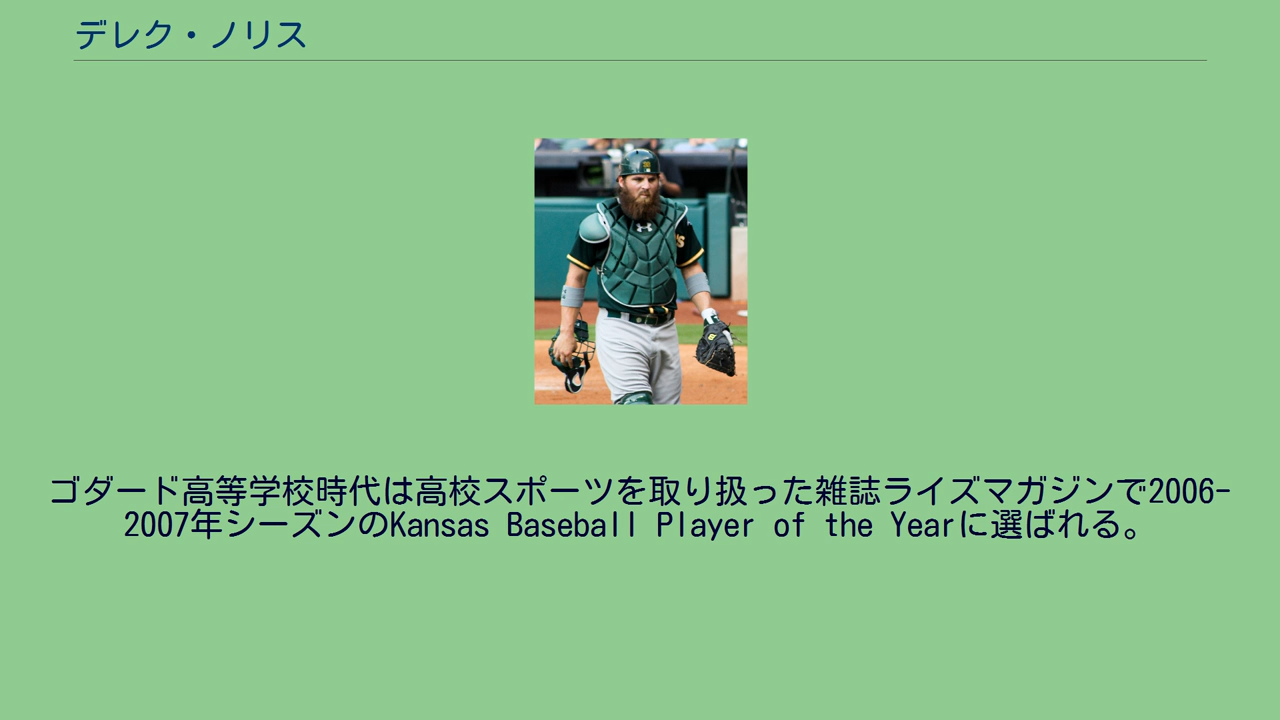 デレク・ノリス
ゴダード高等学校時代は高校スポーツを取り扱った雑誌ライズマガジンで2006-
2007年シーズンのKansas Baseball Player of the Yearに選ばれる。